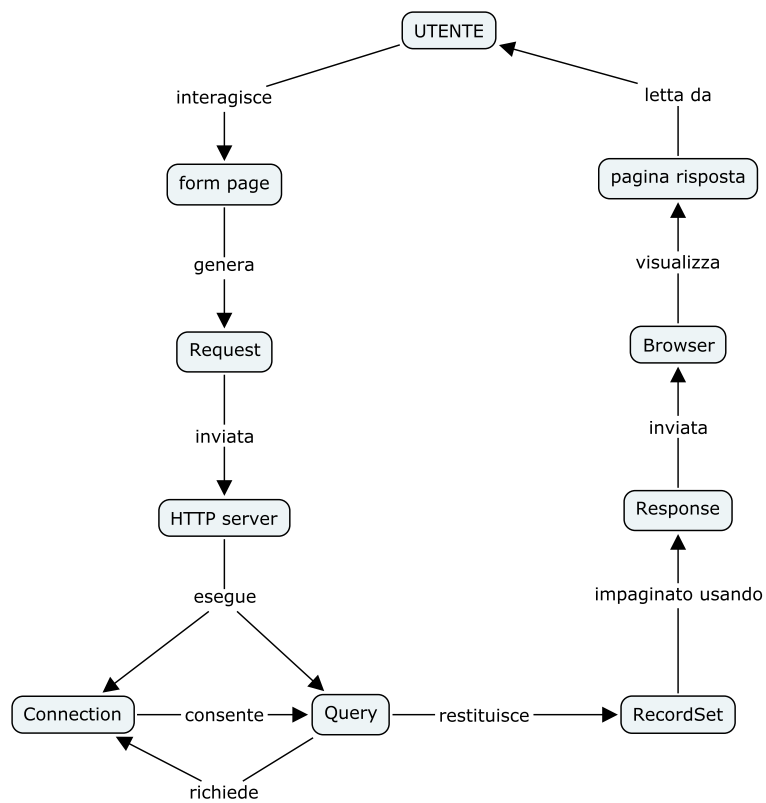 UTENTE
interagisce
letta da
form page
pagina risposta
genera
visualizza
Request
Browser
inviata
inviata
HTTP server
Response
esegue
impaginato usando
Connection
consente
Query
restituisce
RecordSet
richiede